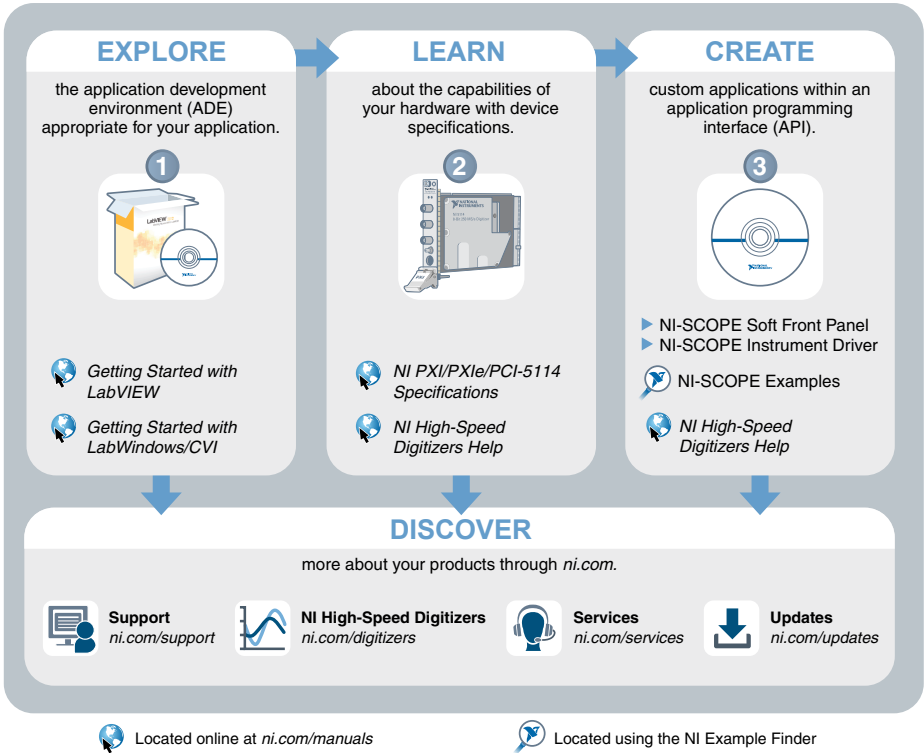 EXPLORE
the application development
environment (ADE)
appropriate for your application.
1
LabVIEW
Getting Started with
LabVIEW
Getting Started with
LabWindows/CVI
LEARN
about the capabilities of
your hardware with device
specifications.
2
NATIONAL
INSTRUMENTS
NI PXI/PXIe/PCI-5114
Specifications
NI High-Speed
Digitizers Help
CREATE
custom applications within an
application programming
interface (API).
3
NI-SCOPE Soft Front Panel
NI-SCOPE Instrument Driver
NI-SCOPE Examples
NI High-Speed
Digitizers Help
DISCOVER
more about your products through ni.com.
Support
ni.com/support
NI High-Speed Digitizers
ni.com/digitizers
Services
ni.com/services
Updates
ni.com/updates
Located online at ni.com/manuals
Located using the NI Example Finder